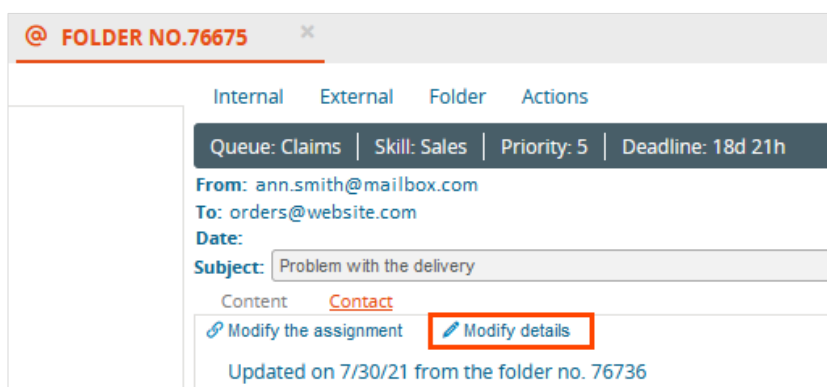 @ FOLDER NO.76675 ×
Internal External Folder Actions
Queue: Claims | Skill: Sales | Priority: 5 | Deadline: 18d 21h
From: ann.smith@mailbox.com
To: orders@website.com
Date:
Subject: Problem with the delivery
Content Contact
Modify the assignment Modify details
Updated on 7/30/21 from the folder no. 76736